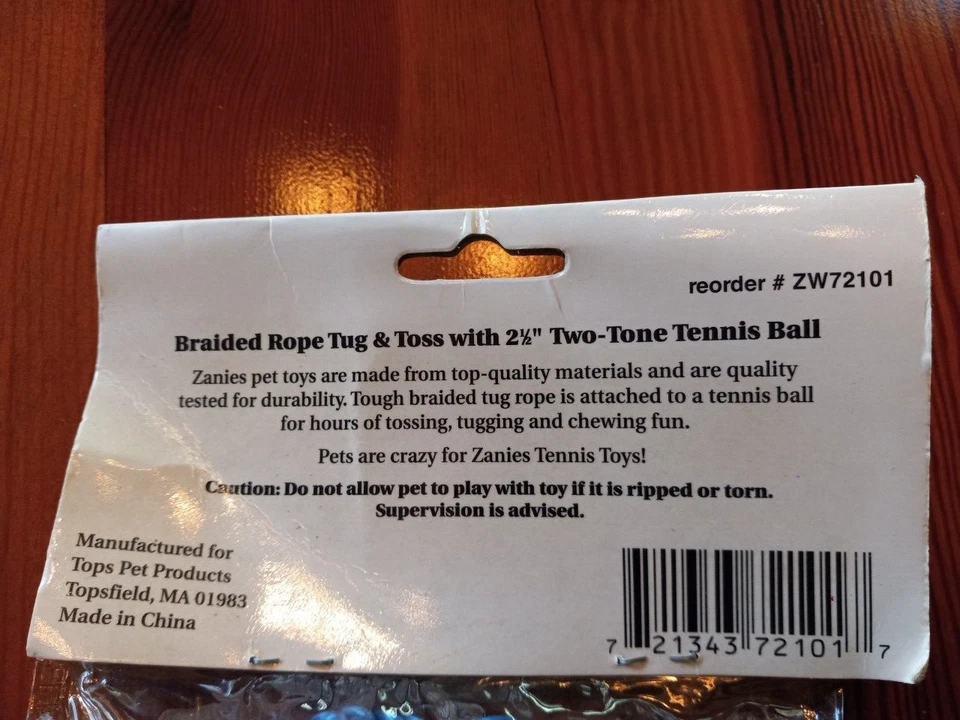 reorder # ZW72101
Braided Rope Tug & Toss with 2½" Two-Tone Tennis Ball
Zanies pet toys are made from top-quality materials and are quality
tested for durability. Tough braided tug rope is attached to a tennis ball
for hours of tossing, tugging and chewing fun.
Pets are crazy for Zanies Tennis Toys!
Caution: Do not allow pet to play with toy if it is ripped or torn.
Supervision is advised.
Manufactured for
Tops Pet Products
Topsfield, MA 01983
Made in China
7 21343 72101 7